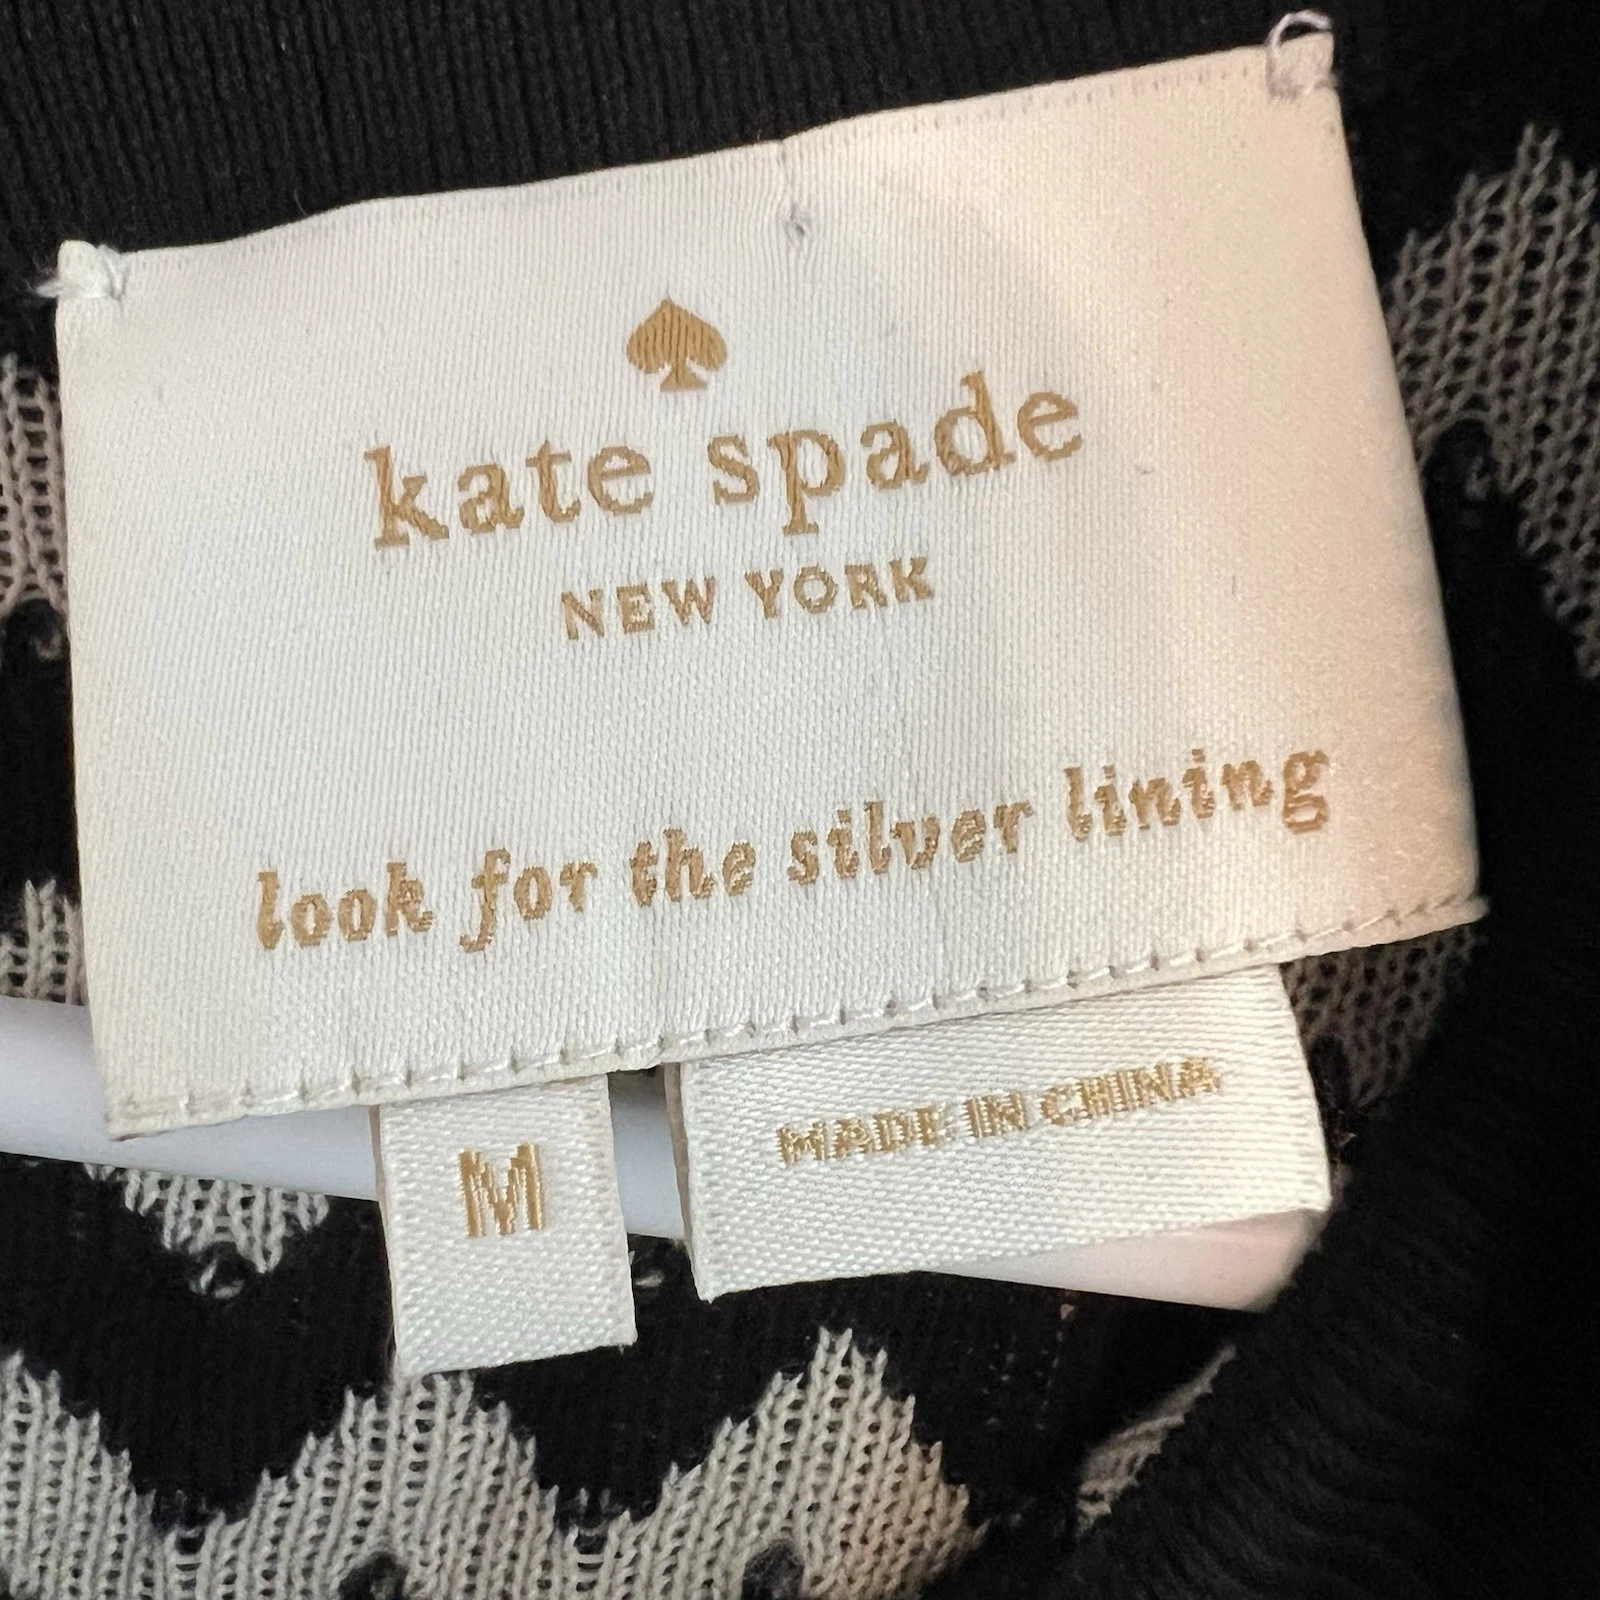 kate spade
NEW YORK
look for the silver lining
M
MADE IN CHINA